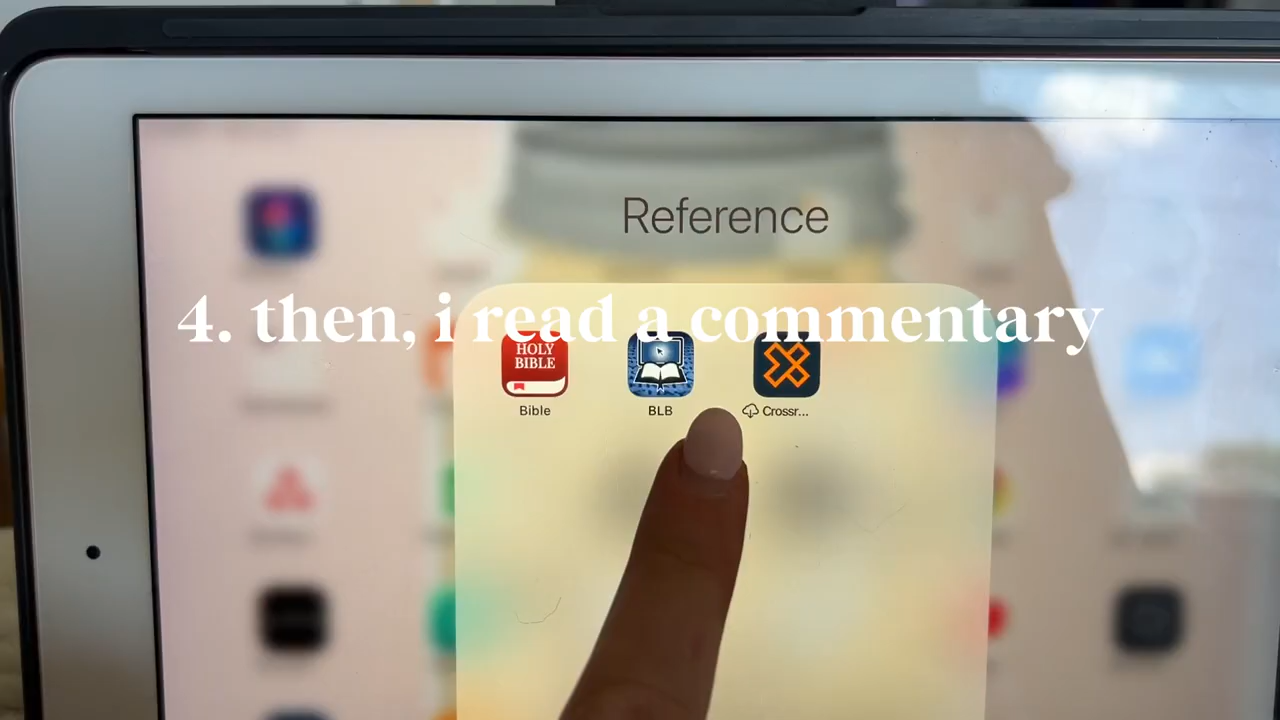 Reference
4. then, i read a commentary
HOLY
BIBLE
Bible
BLB
Crossr...